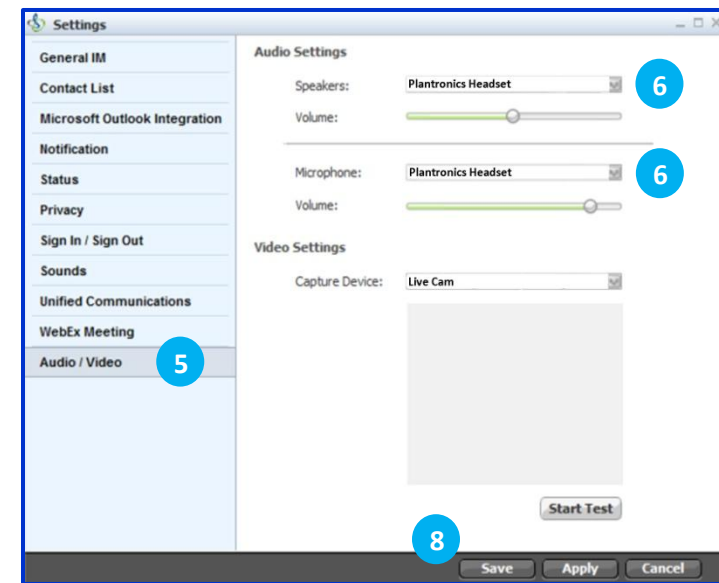 Settings
General IM
Contact List
Microsoft Outlook Integration
Notification
Status
Privacy
Sign In / Sign Out
Sounds
Unified Communications
WebEx Meeting
Audio / Video
5
Audio Settings
Speakers: Plantronics Headset 6
Volume:
Microphone: Plantronics Headset 6
Volume:
Video Settings
Capture Device: Live Cam
Start Test
8
Save Apply Cancel